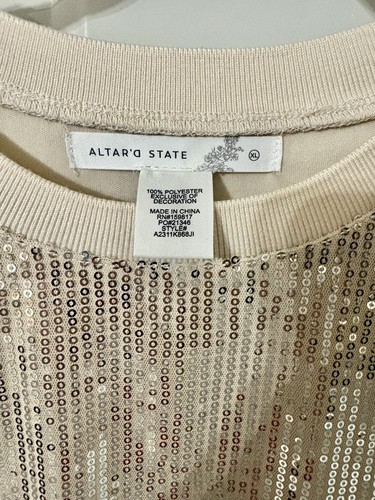 ALTAR'D STATE
XL
100% POLYESTER
EXCLUSIVE OF
DECORATION
MADE IN CHINA
RN#159817
PO#21346
STYLE#
A2311K868JI